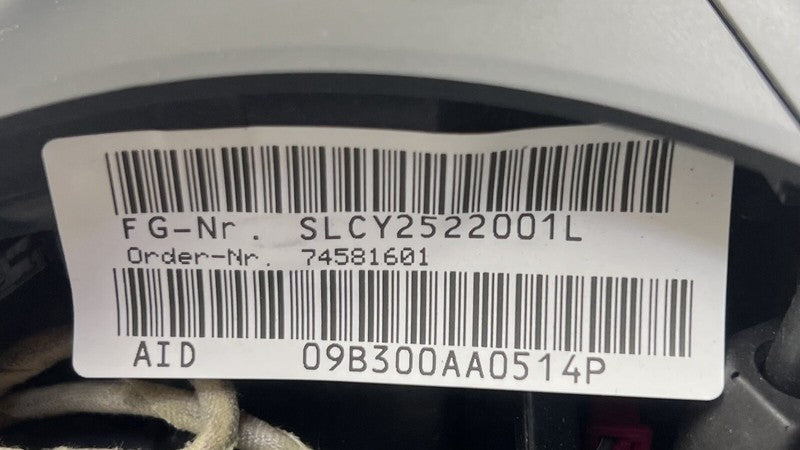 FG-Nr. SLCY2522001L
Order-Nr. 74581601
AID 09B300AA0514P